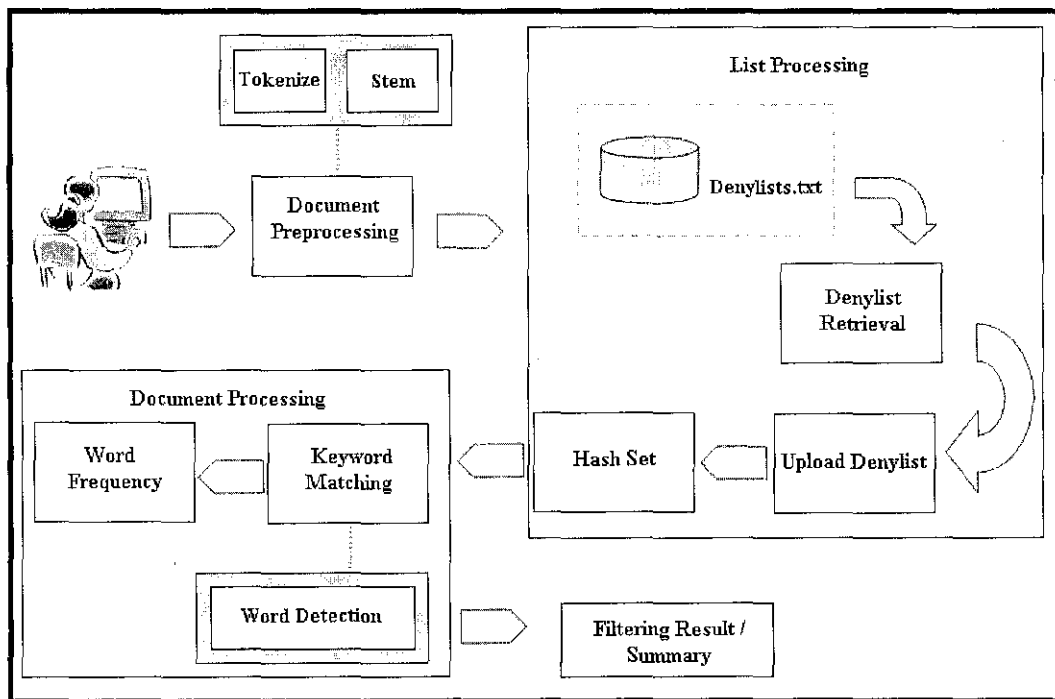 Tokenize
Stem
Document
Preprocessing
List Processing
Denylists.txt
Denylist
Retrieval
Upload Denylist
Hash Set
Document Processing
Keyword
Matching
Word
Frequency
Word Detection
Filtering Result /
Summary